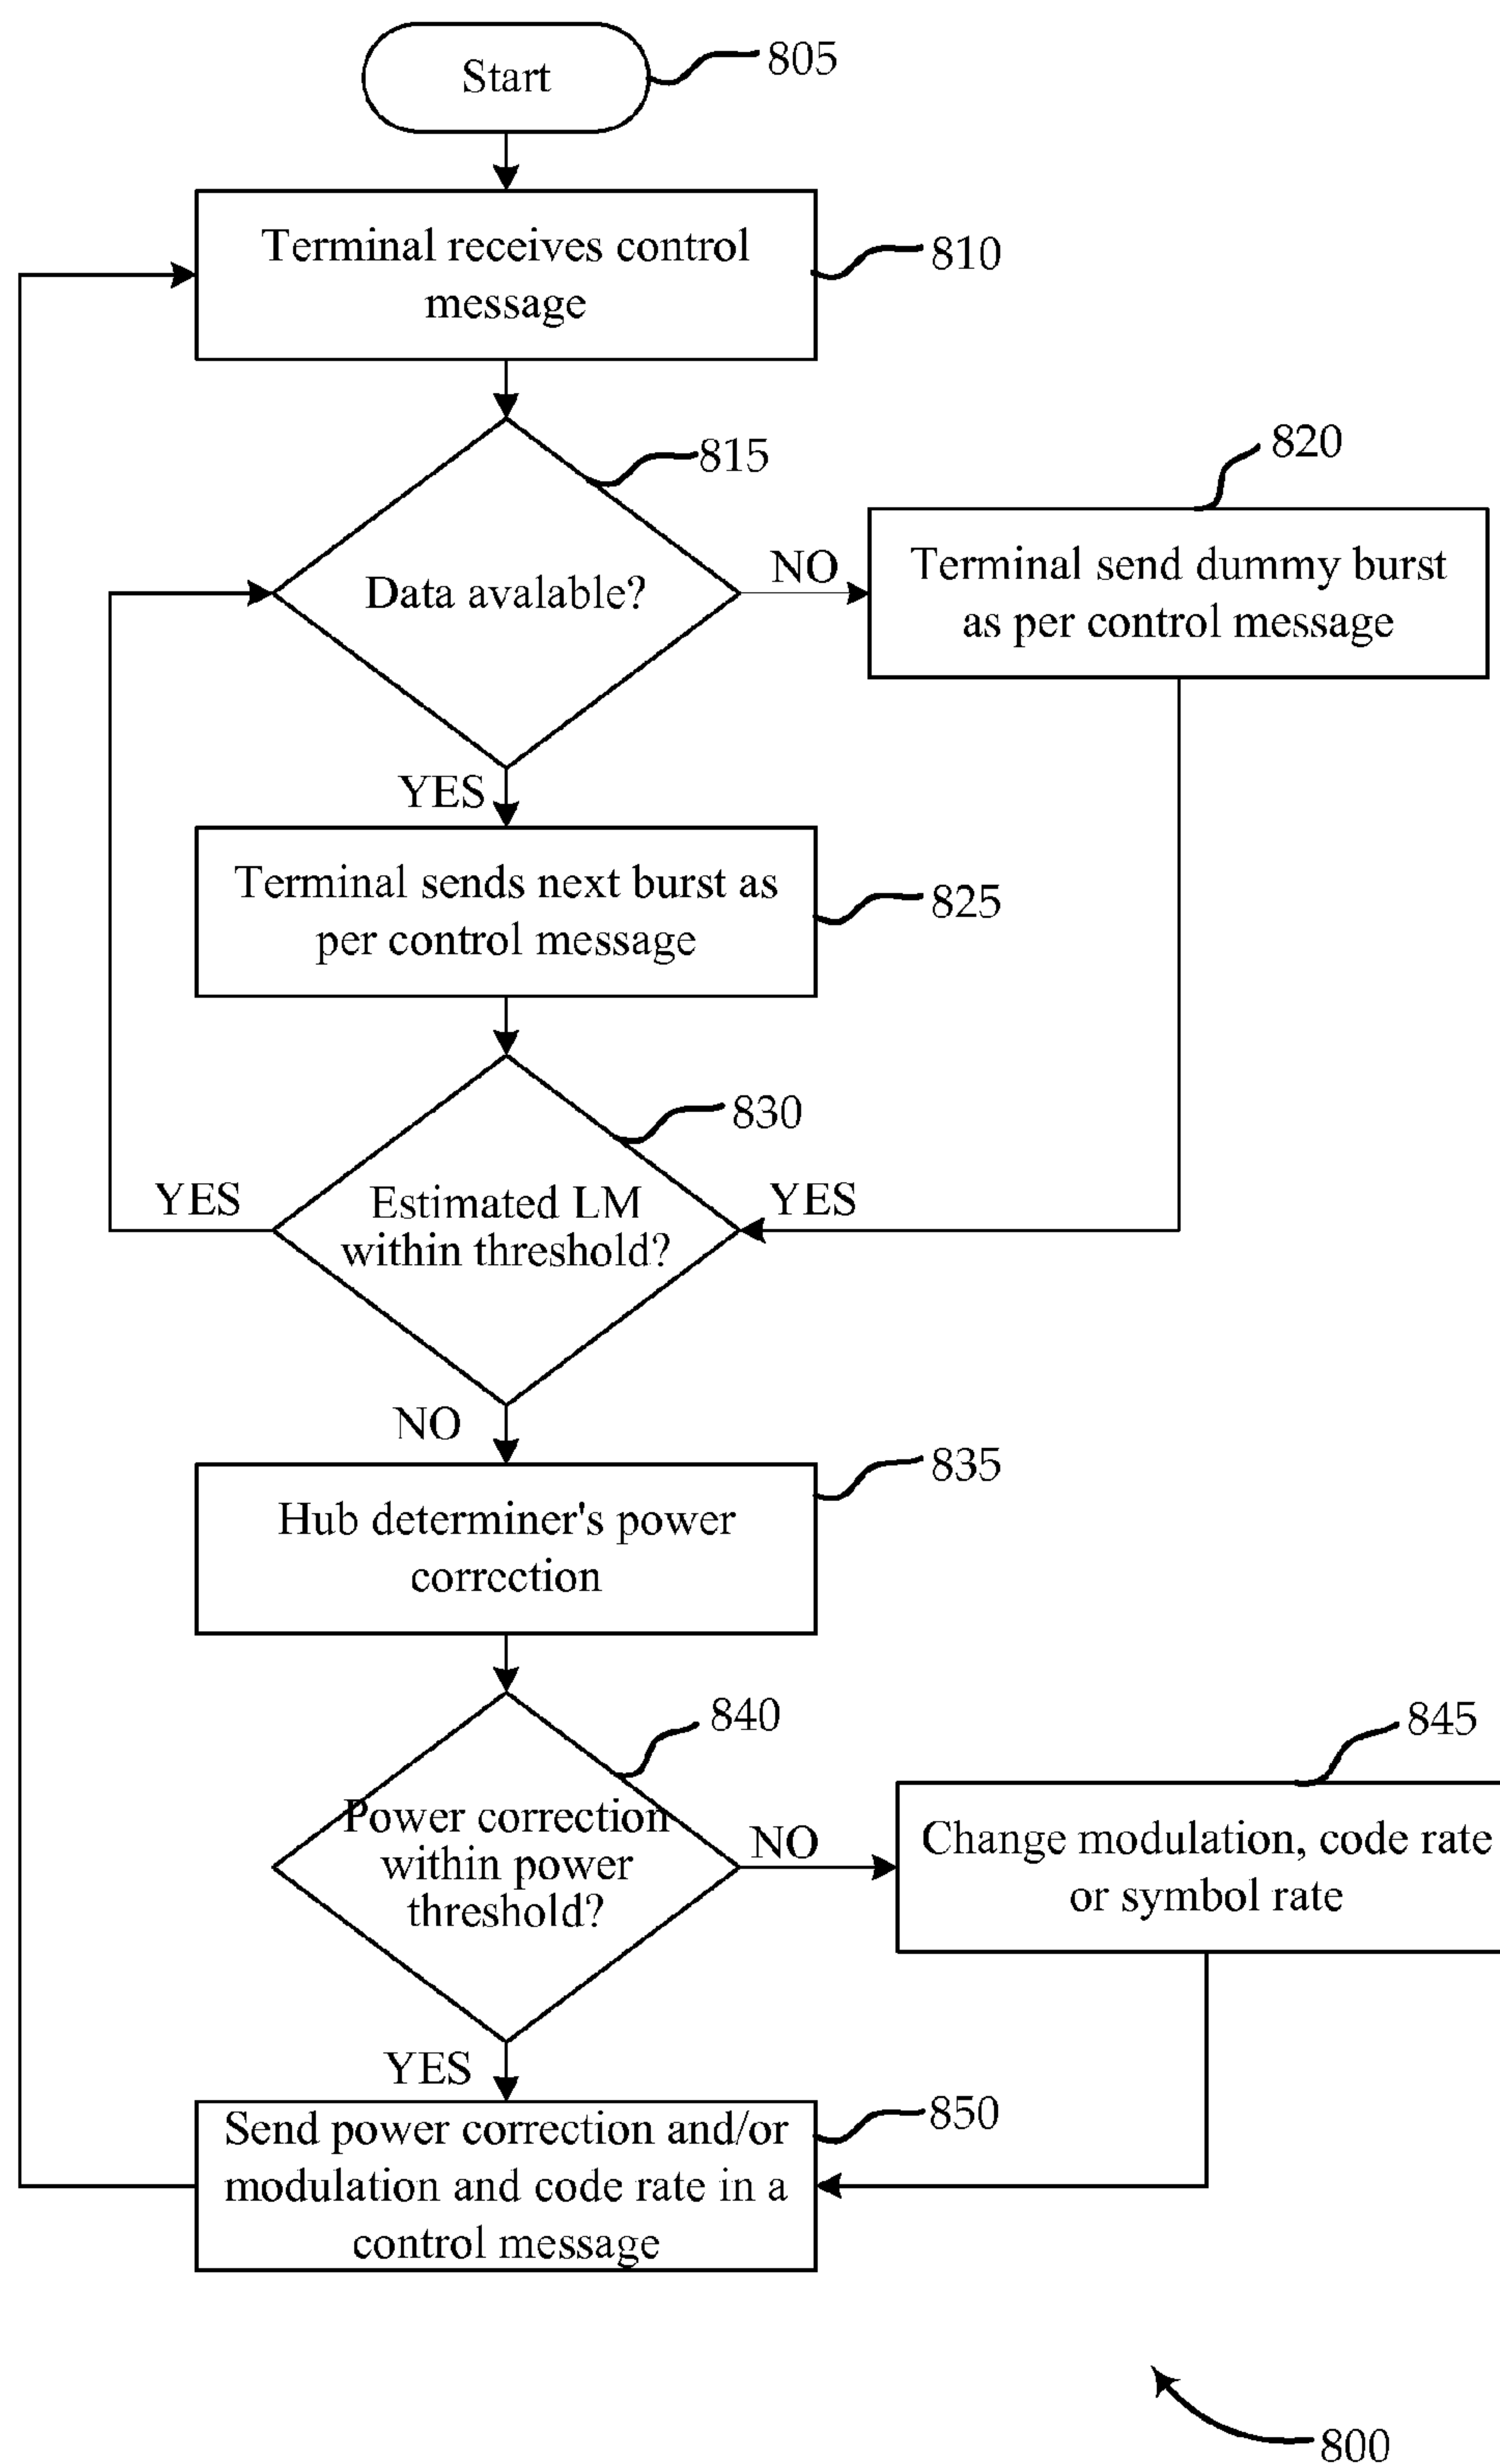 Start
805
Terminal receives control
message
810
815
820
Data avalable?
NO
Terminal send dummy burst
as per control message
YES
Terminal sends next burst as
per control message
825
830
YES
Estimated LM
within threshold?
YES
NO
835
Hub determiner's power
correction
840
845
Power correction
within power
threshold?
NO
Change modulation, code rate
or symbol rate
YES
850
Send power correction and/or
modulation and code rate in a
control message
800